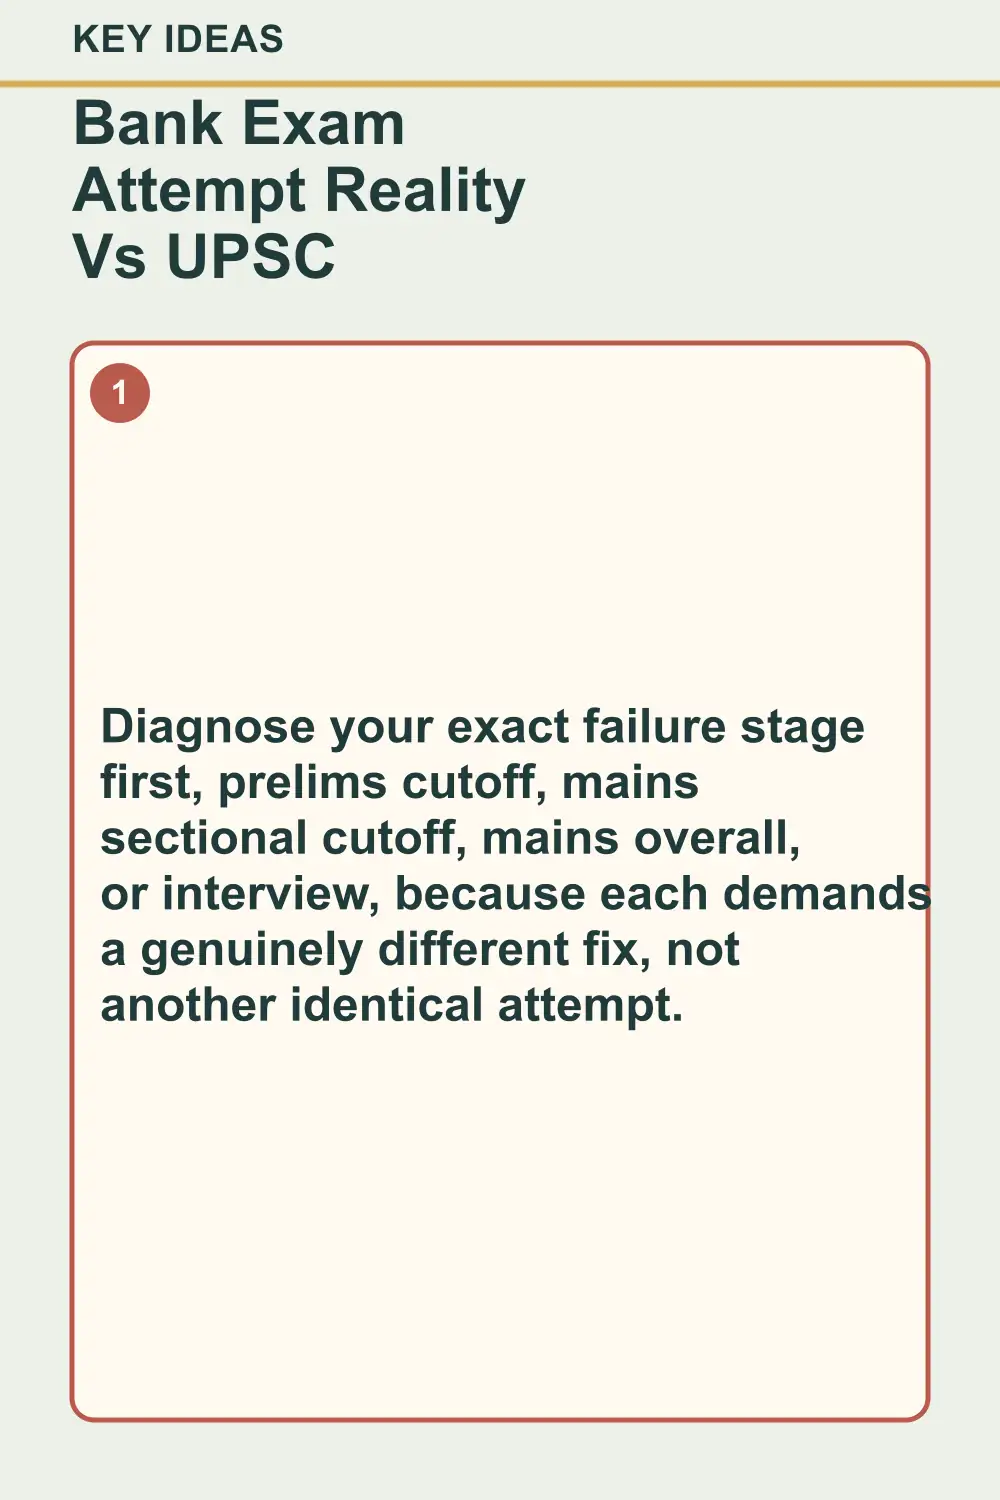 KEY IDEAS
Bank Exam
Attempt Reality
Vs UPSC
1
Diagnose your exact failure stage
first, prelims cutoff, mains
sectional cutoff, mains overall,
or interview, because each demands
a genuinely different fix, not
another identical attempt.